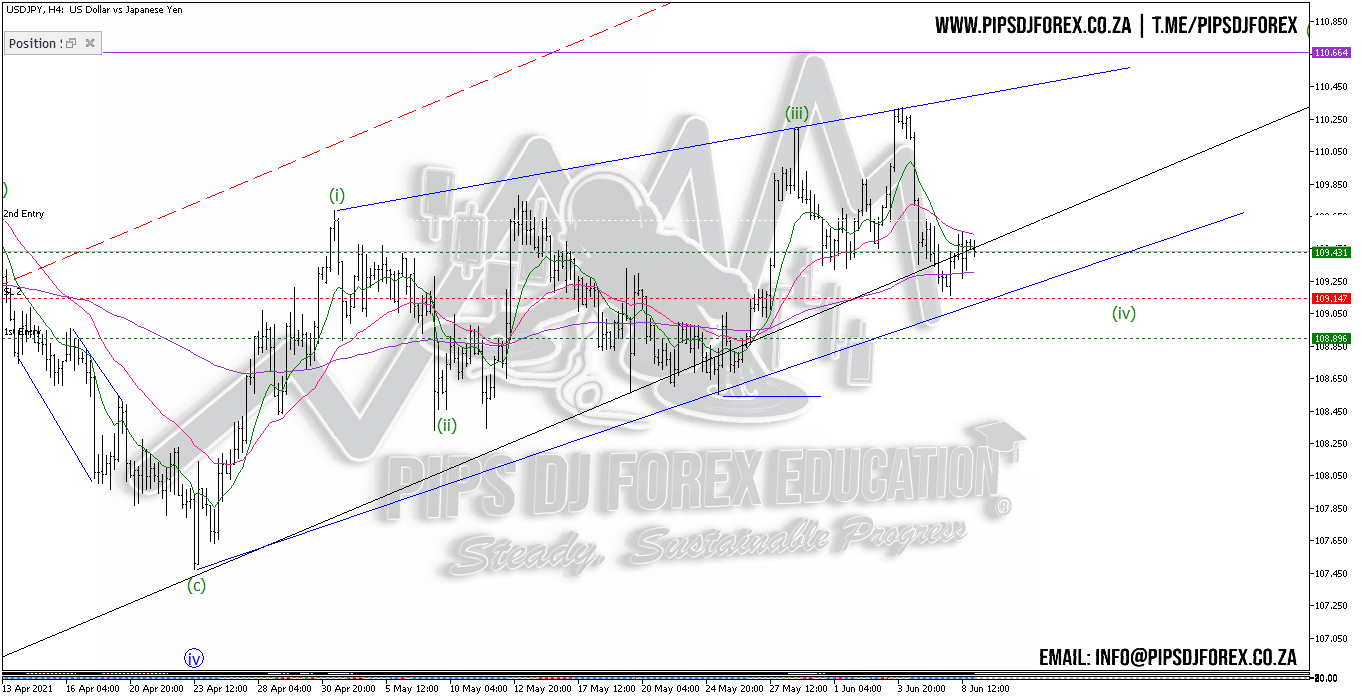 USDJPY, H4: US Dollar vs Japanese Yen
WWW.PIPSDJFOREX.CO.ZA | T.ME/PIPSDJFOREX
110.850
Position
110.664
110.450
110.250
(iii)
110.050
(i)
109.850
2nd Entry
109.431
109.250
109.147
109.050
(iv)
1st Entry
108.896
108.850
108.650
(ii)
108.450
108.250
PIPS DJ FOREX EDUCATION
®
108.050
107.850
Steady, Sustainable Progress
107.650
(c)
107.450
107.250
107.050
iv
EMAIL: INFO@PIPSDJFOREX.CO.ZA
13 Apr 2021 16 Apr 04:00 20 Apr 20:00 23 Apr 12:00 28 Apr 04:00 30 Apr 20:00 5 May 12:00 10 May 04:00 12 May 20:00 17 May 12:00 20 May 04:00 24 May 20:00 27 May 12:00 1 Jun 04:00 3 Jun 20:00 8 Jun 12:00